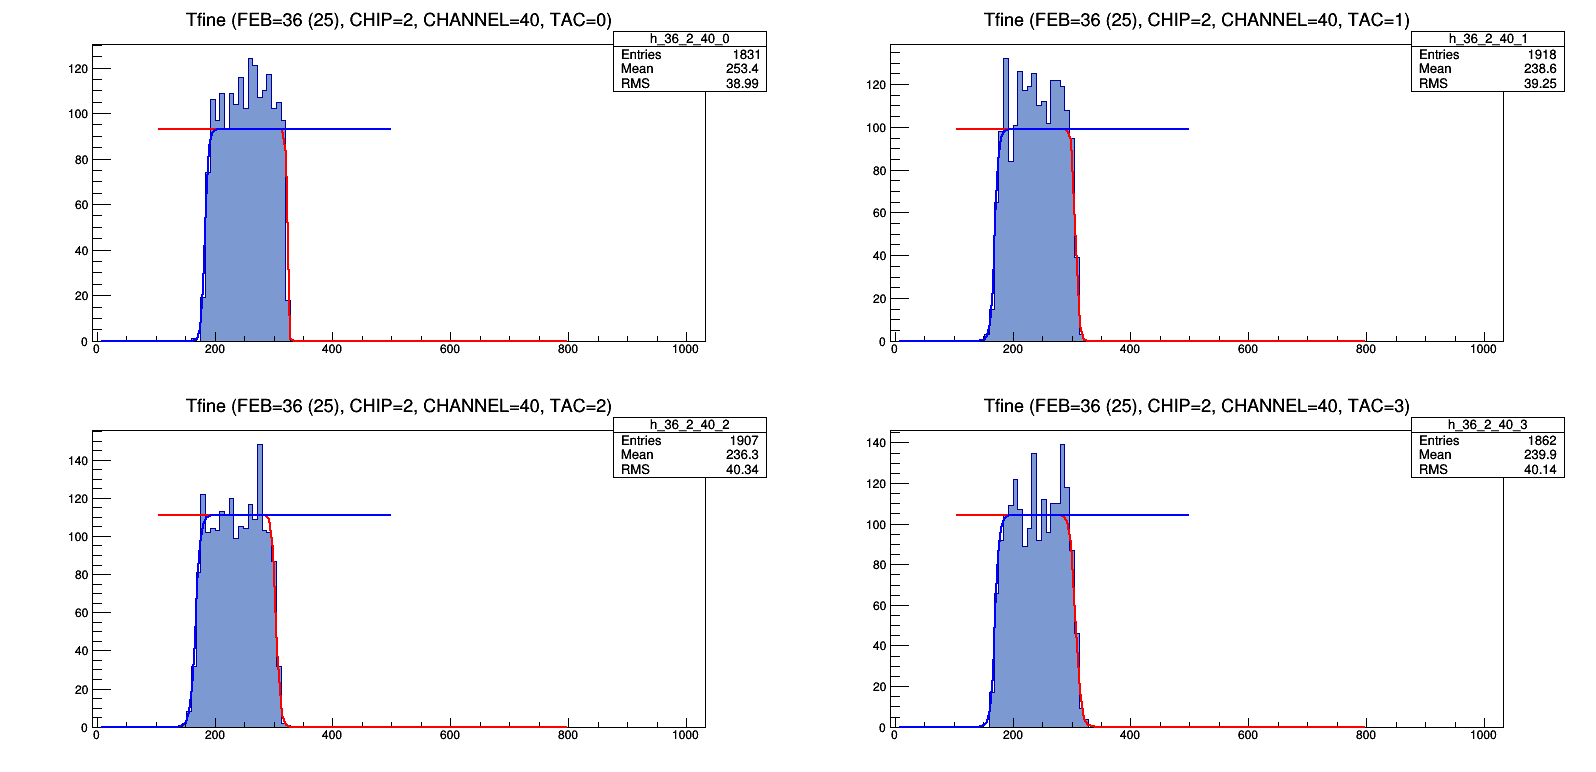 Tfine (FEB=36 (25), CHIP=2, CHANNEL=40, TAC=0)
h_36_2_40_0
Entries 1831
Mean 253.4
RMS 38.99
120
100
80
60
40
20
0
0 200 400 600 800 1000
Tfine (FEB=36 (25), CHIP=2, CHANNEL=40, TAC=1)
h_36_2_40_1
Entries 1918
Mean 238.6
RMS 39.25
120
100
80
60
40
20
0
0 200 400 600 800 1000
Tfine (FEB=36 (25), CHIP=2, CHANNEL=40, TAC=2)
h_36_2_40_2
Entries 1907
Mean 236.3
RMS 40.34
140
120
100
80
60
40
20
0
0 200 400 600 800 1000
Tfine (FEB=36 (25), CHIP=2, CHANNEL=40, TAC=3)
h_36_2_40_3
Entries 1862
Mean 239.9
RMS 40.14
140
120
100
80
60
40
20
0
0 200 400 600 800 1000